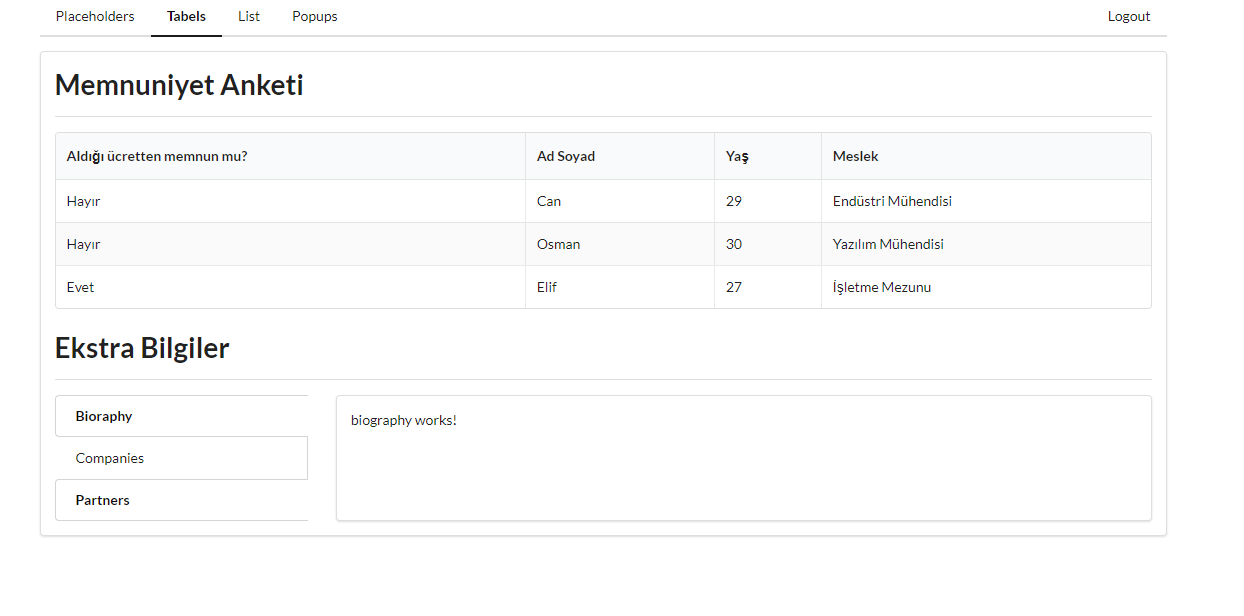 Placeholders Tabels List Popups Logout
Memnuniyet Anketi
Aldığı ücretten memnun mu? Ad Soyad Yaş Meslek
Hayır Can 29 Endüstri Mühendisi
Hayır Osman 30 Yazılım Mühendisi
Evet Elif 27 İşletme Mezunu
Ekstra Bilgiler
Bioraphy
biography works!
Companies
Partners